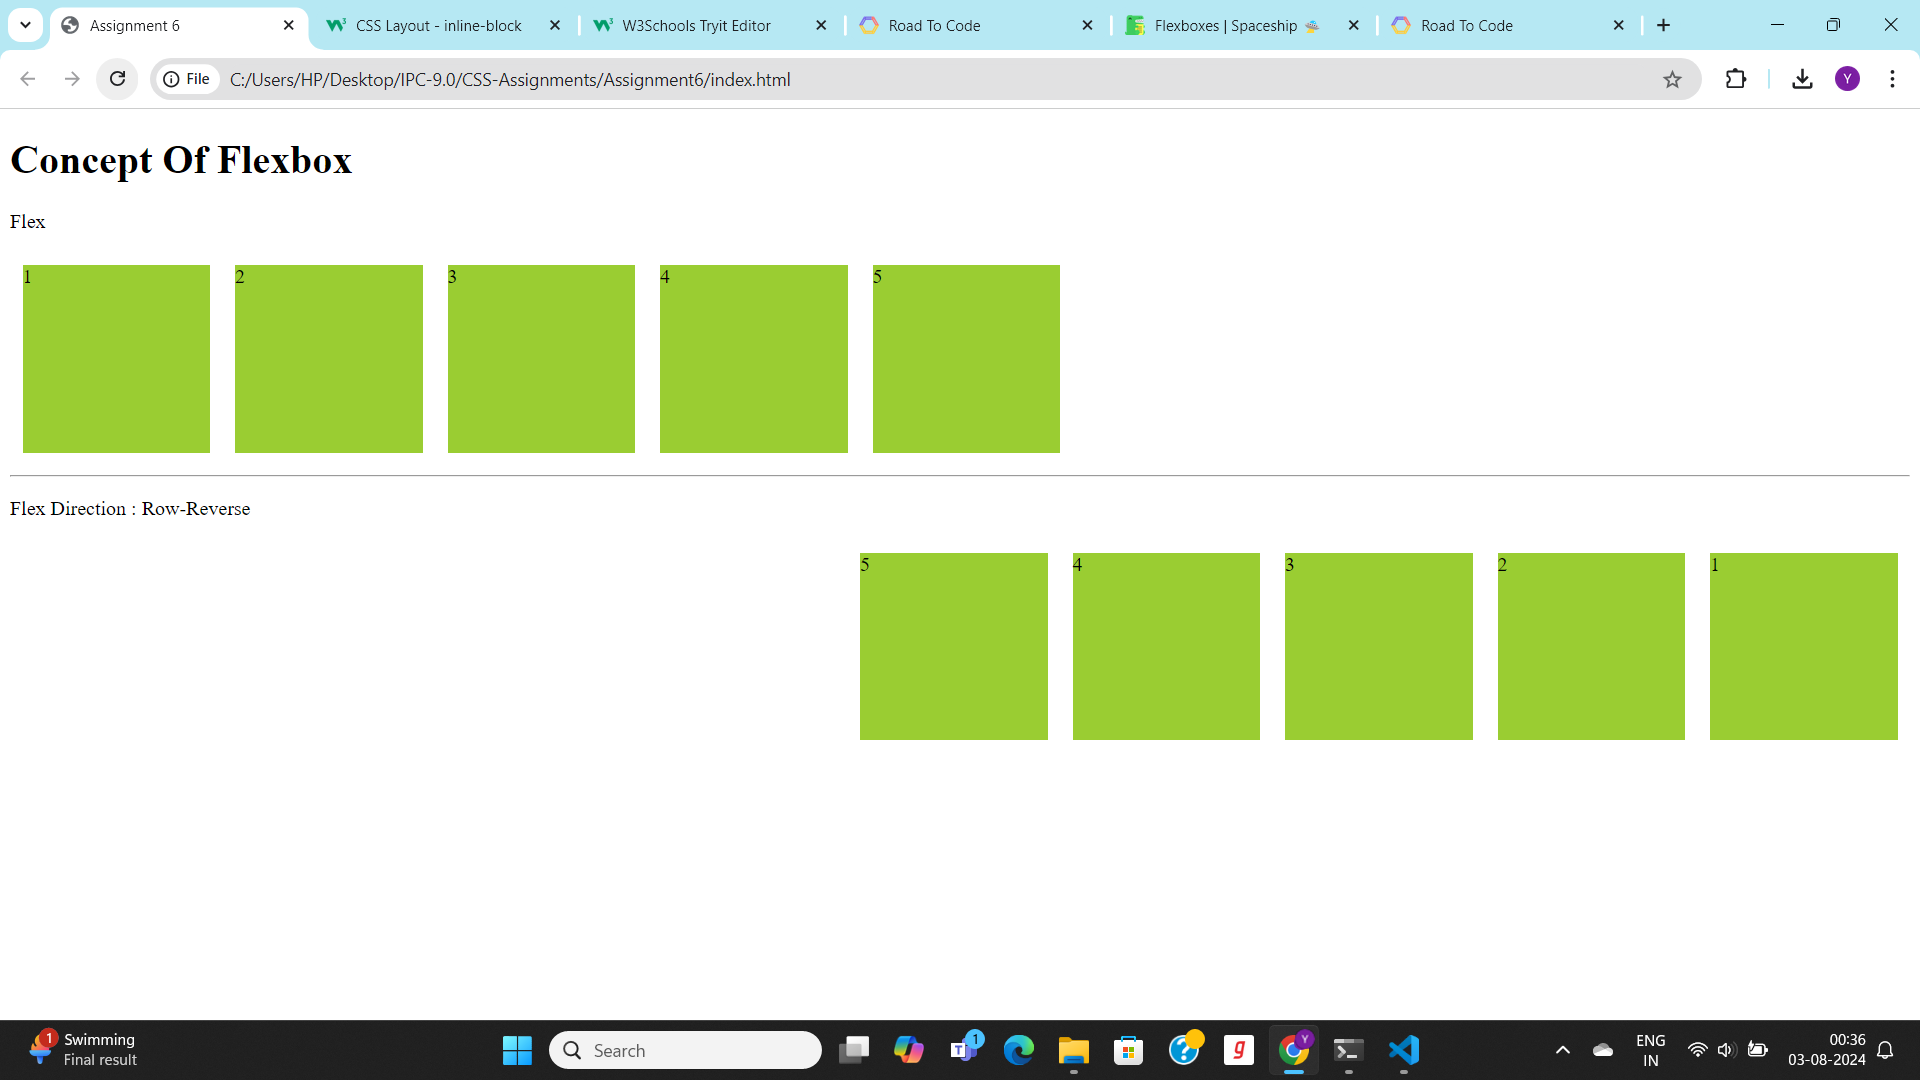 Assignment 6
CSS Layout - inline-block
W3Schools Tryit Editor
Road To Code
Flexboxes | Spaceship
Road To Code
File
C:/Users/HP/Desktop/IPC-9.0/CSS-Assignments/Assignment6/index.html
Y
Concept Of Flexbox
Flex
1 2 3 4 5
Flex Direction : Row-Reverse
5 4 3 2 1
1
Swimming
Final result
Search
1
T
g
Y
ENG
IN
00:36
03-08-2024